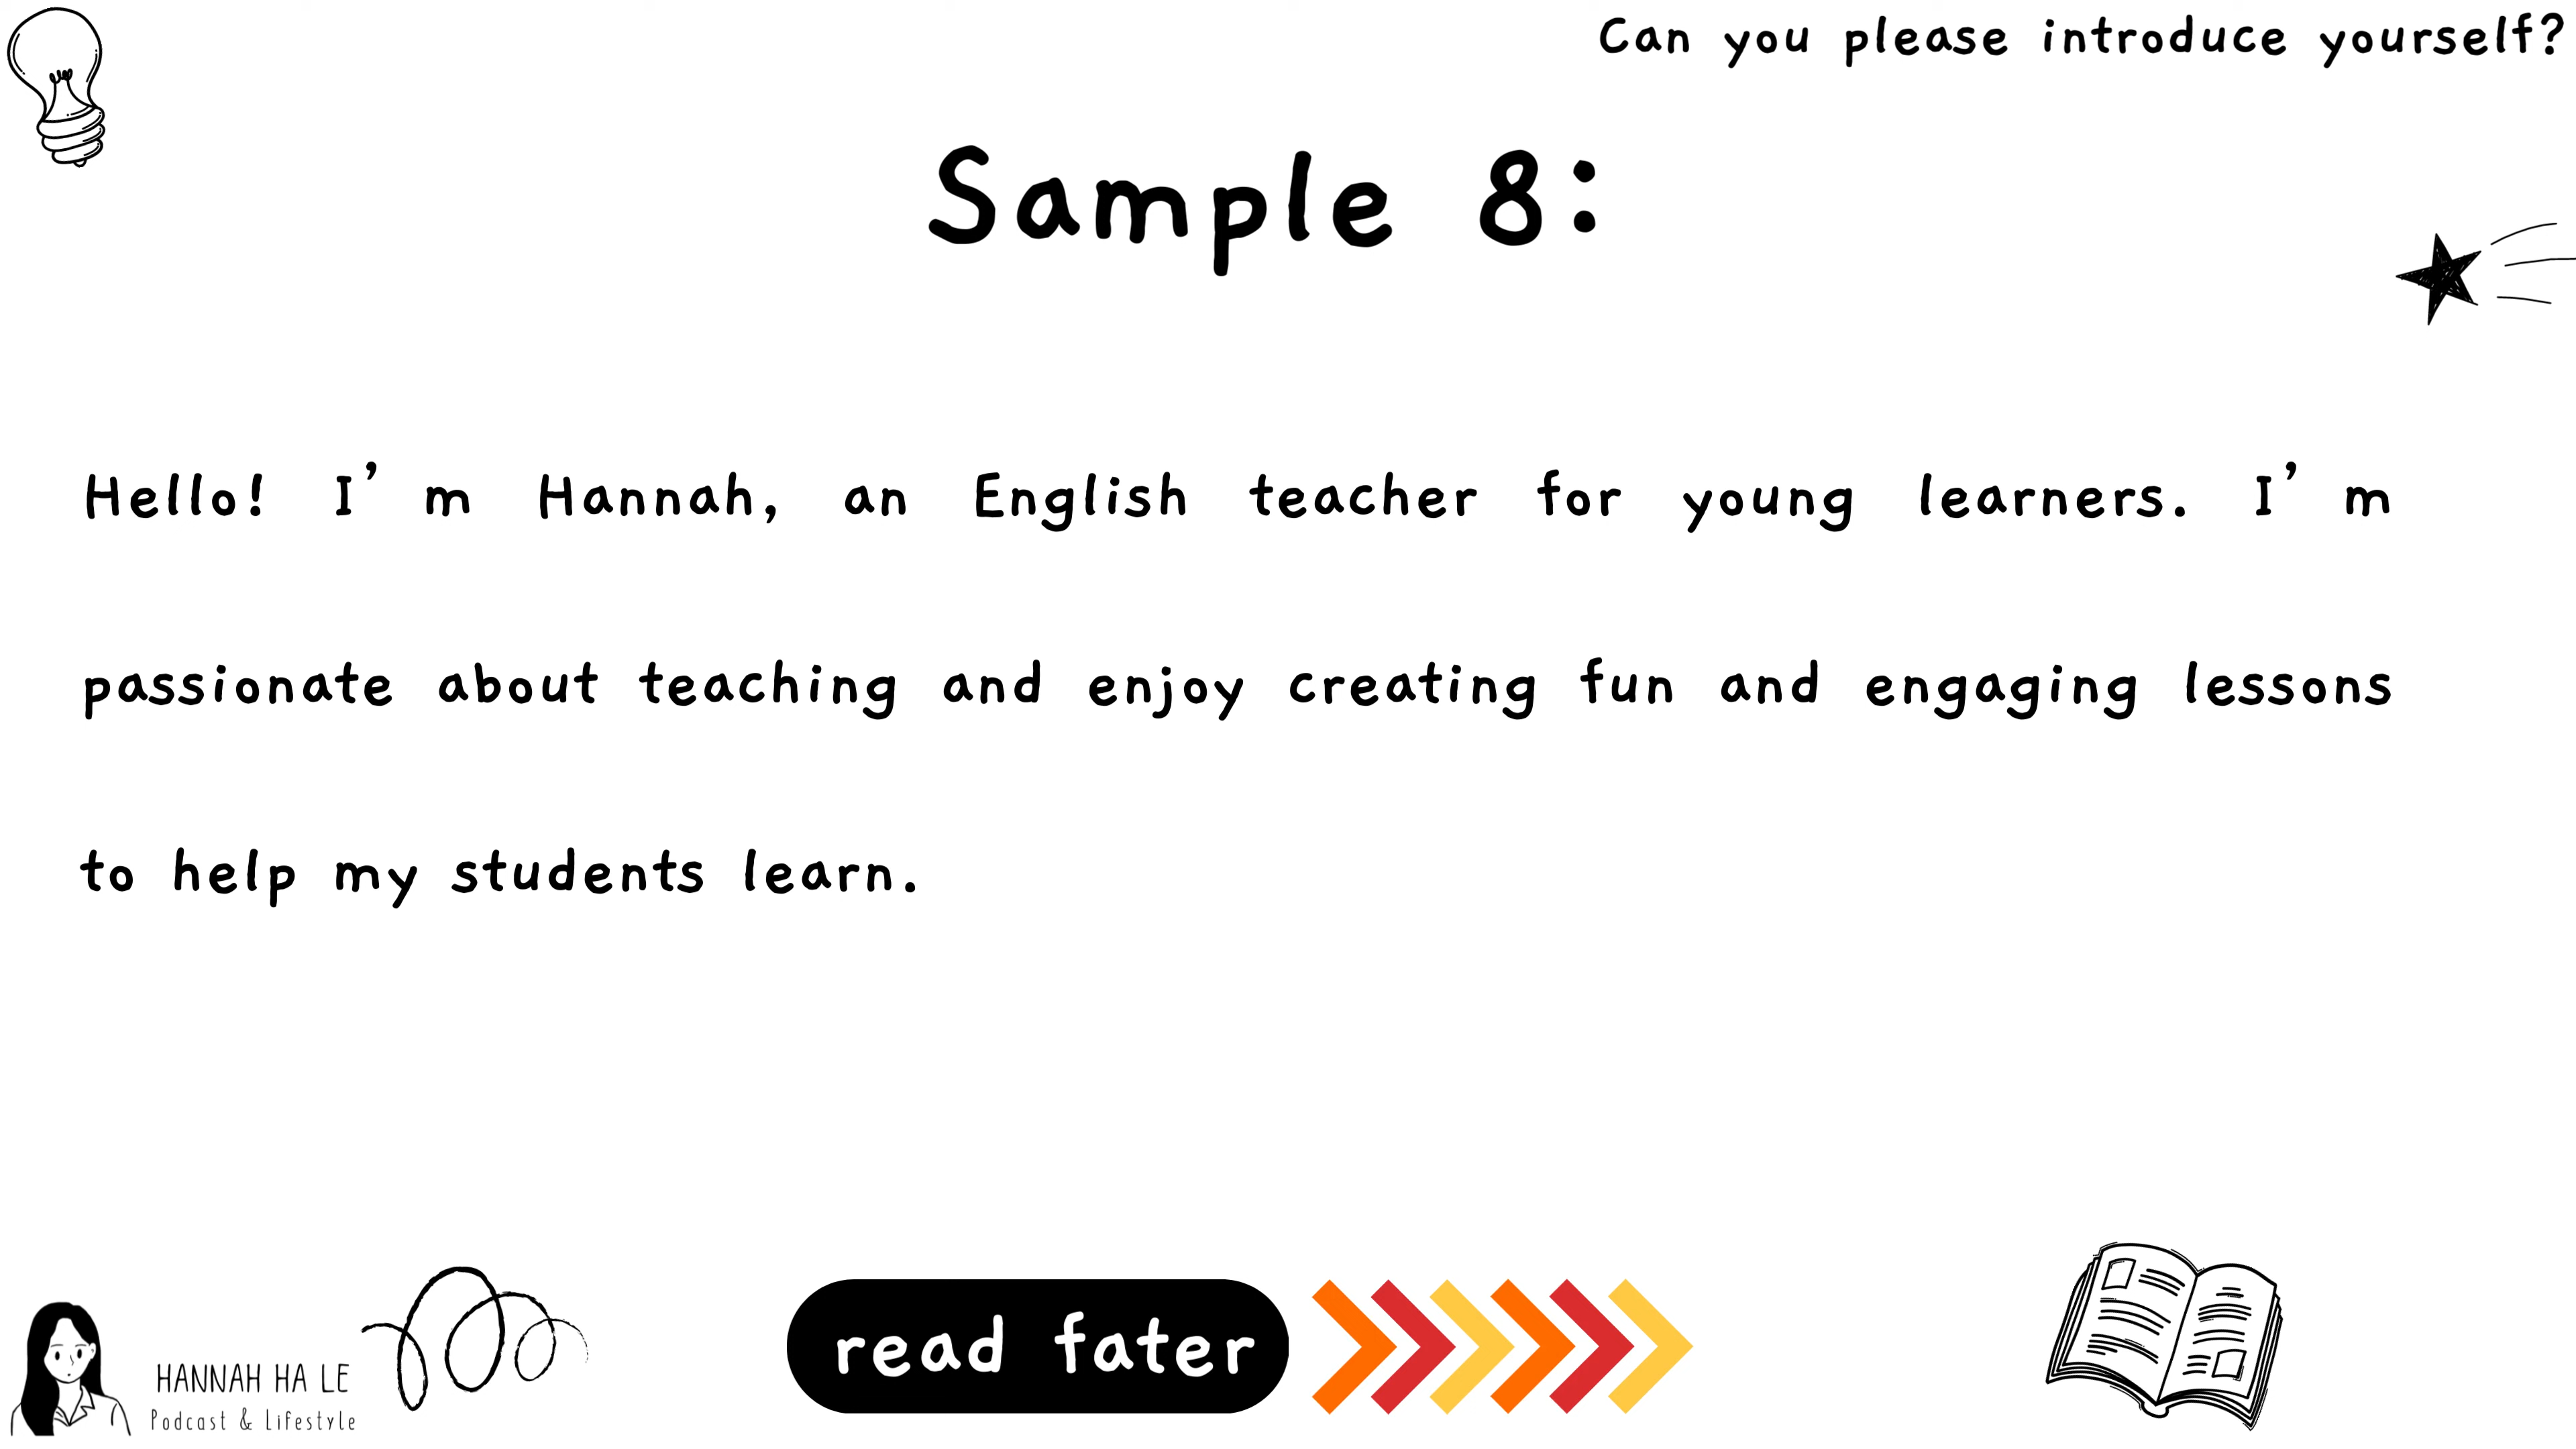 Can you please introduce yourself?
Sample 8:
Hello! I’m Hannah, an English teacher for young learners. I’m
passionate about teaching and enjoy creating fun and engaging lessons
to help my students learn.
HANNAH HA LE
Podcast & Lifestyle
read fater